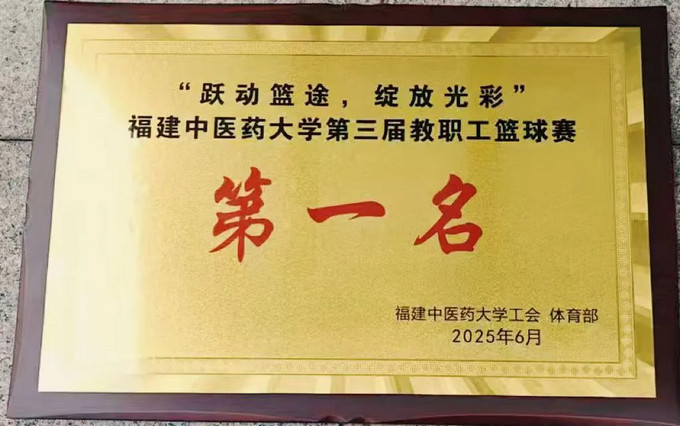 “跃动篮途，绽放光彩”
福建中医药大学第三届教职工篮球赛
第一名
福建中医药大学工会 体育部
2025年6月